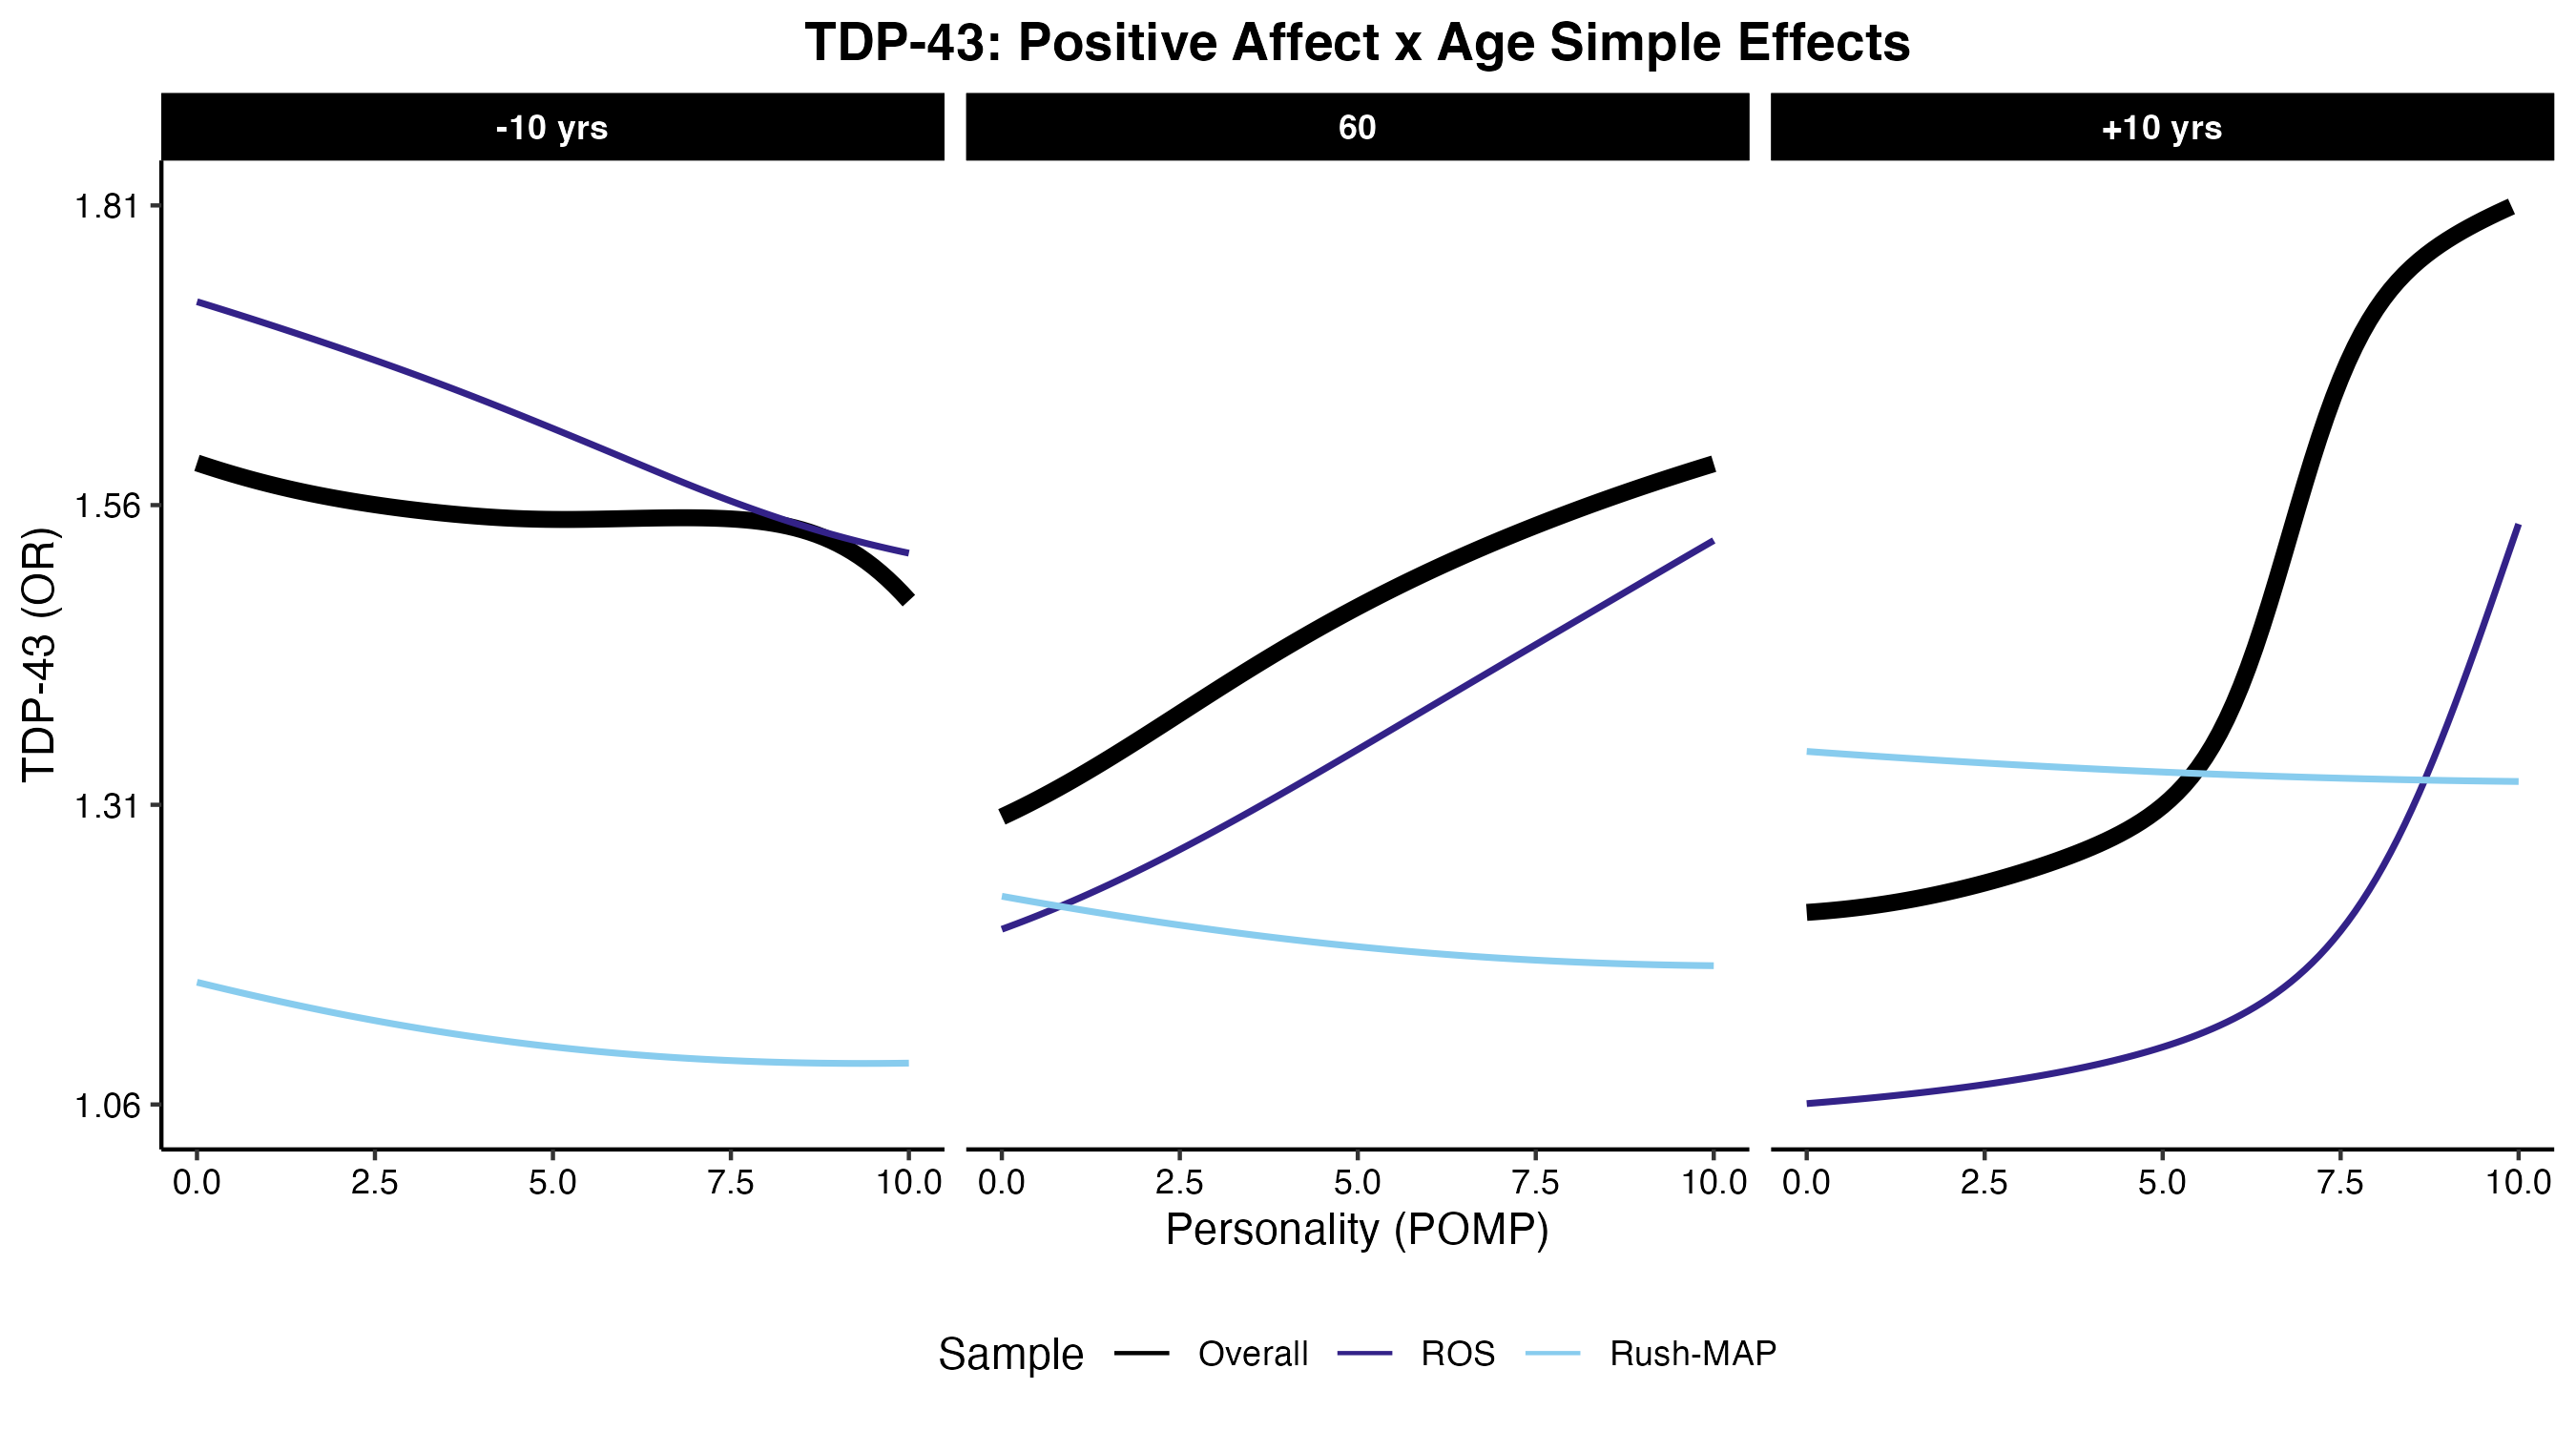 TDP-43: Positive Affect x Age Simple Effects
-10 yrs 60 +10 yrs
TDP-43 (OR)
1.81
1.56
1.31
1.06
0.0 2.5 5.0 7.5 10.0 0.0 2.5 5.0 7.5 10.0 0.0 2.5 5.0 7.5 10.0
Personality (POMP)
Sample Overall ROS Rush-MAP